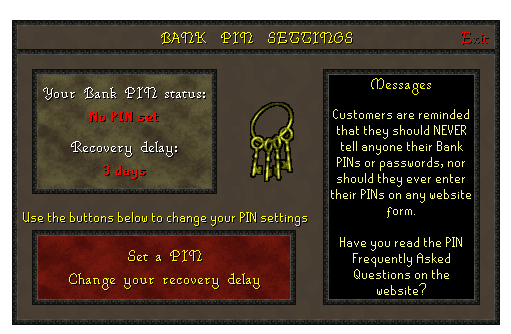 BANK PIN SETTINGS
Exit
Your Bank PIN status:
No PIN set
Recovery delay:
3 days
Use the buttons below to change your PIN settings
Set a PIN
Change your recovery delay
Messages
Customers are reminded
that they should NEVER
tell anyone their Bank
PINs or passwords, nor
should they ever enter
their PINs on any website
form.
Have you read the PIN
Frequently Asked
Questions on the
website?